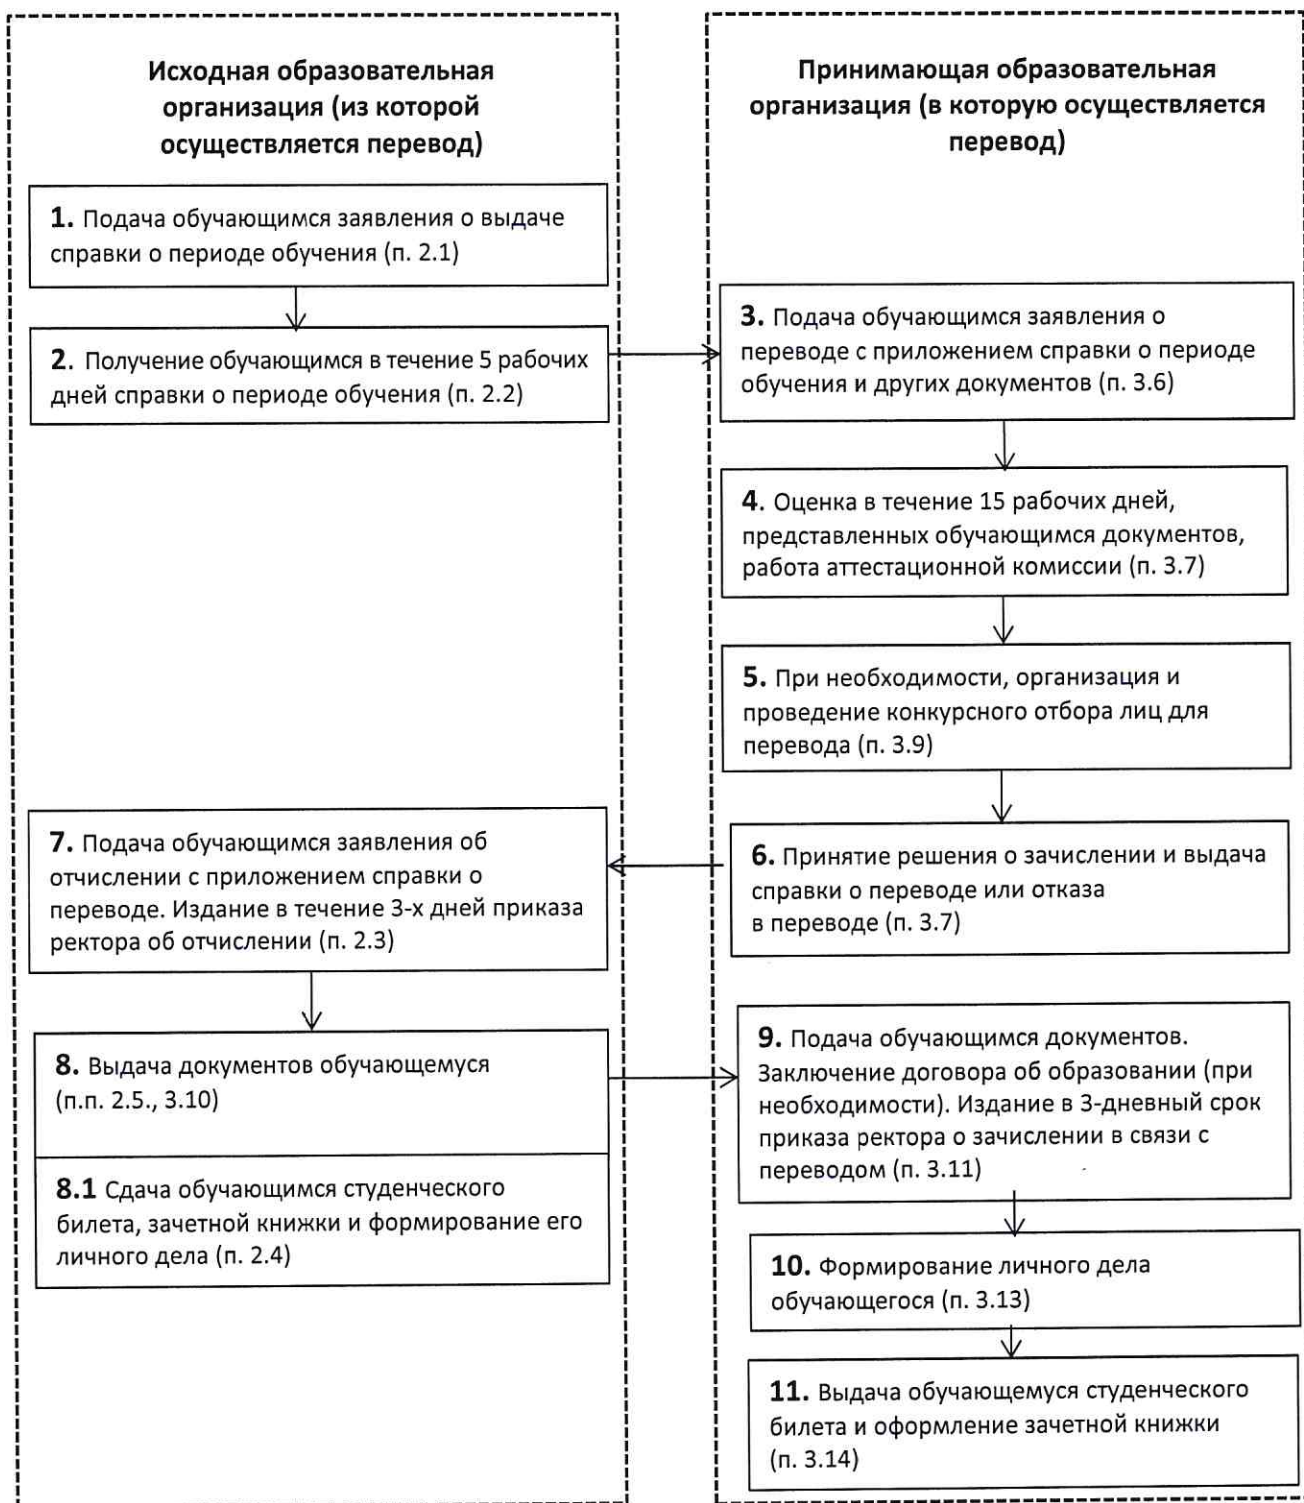 Исходная образовательная
организация (из которой
осуществляется перевод)
Принимающая образовательная
организация (в которую осуществляется
перевод)
1. Подача обучающимся заявления о выдаче
справки о периоде обучения (п. 2.1)
2. Получение обучающимся в течение 5 рабочих
дней справки о периоде обучения (п. 2.2)
3. Подача обучающимся заявления о
переводе с приложением справки о периоде
обучения и других документов (п. 3.6)
4. Оценка в течение 15 рабочих дней,
представленных обучающимся документов,
работа аттестационной комиссии (п. 3.7)
5. При необходимости, организация и
проведение конкурсного отбора лиц для
перевода (п. 3.9)
6. Принятие решения о зачислении и выдача
справки о переводе или отказа
в переводе (п. 3.7)
7. Подача обучающимся заявления об
отчислении с приложением справки о
переводе. Издание в течение 3-х дней приказа
ректора об отчислении (п. 2.3)
8. Выдача документов обучающемуся
(п.п. 2.5., 3.10)
8.1 Сдача обучающимся студенческого
билета, зачетной книжки и формирование его
личного дела (п. 2.4)
9. Подача обучающимся документов.
Заключение договора об образовании (при
необходимости). Издание в 3-дневный срок
приказа ректора о зачислении в связи с
переводом (п. 3.11)
10. Формирование личного дела
обучающегося (п. 3.13)
11. Выдача обучающемуся студенческого
билета и оформление зачетной книжки
(п. 3.14)